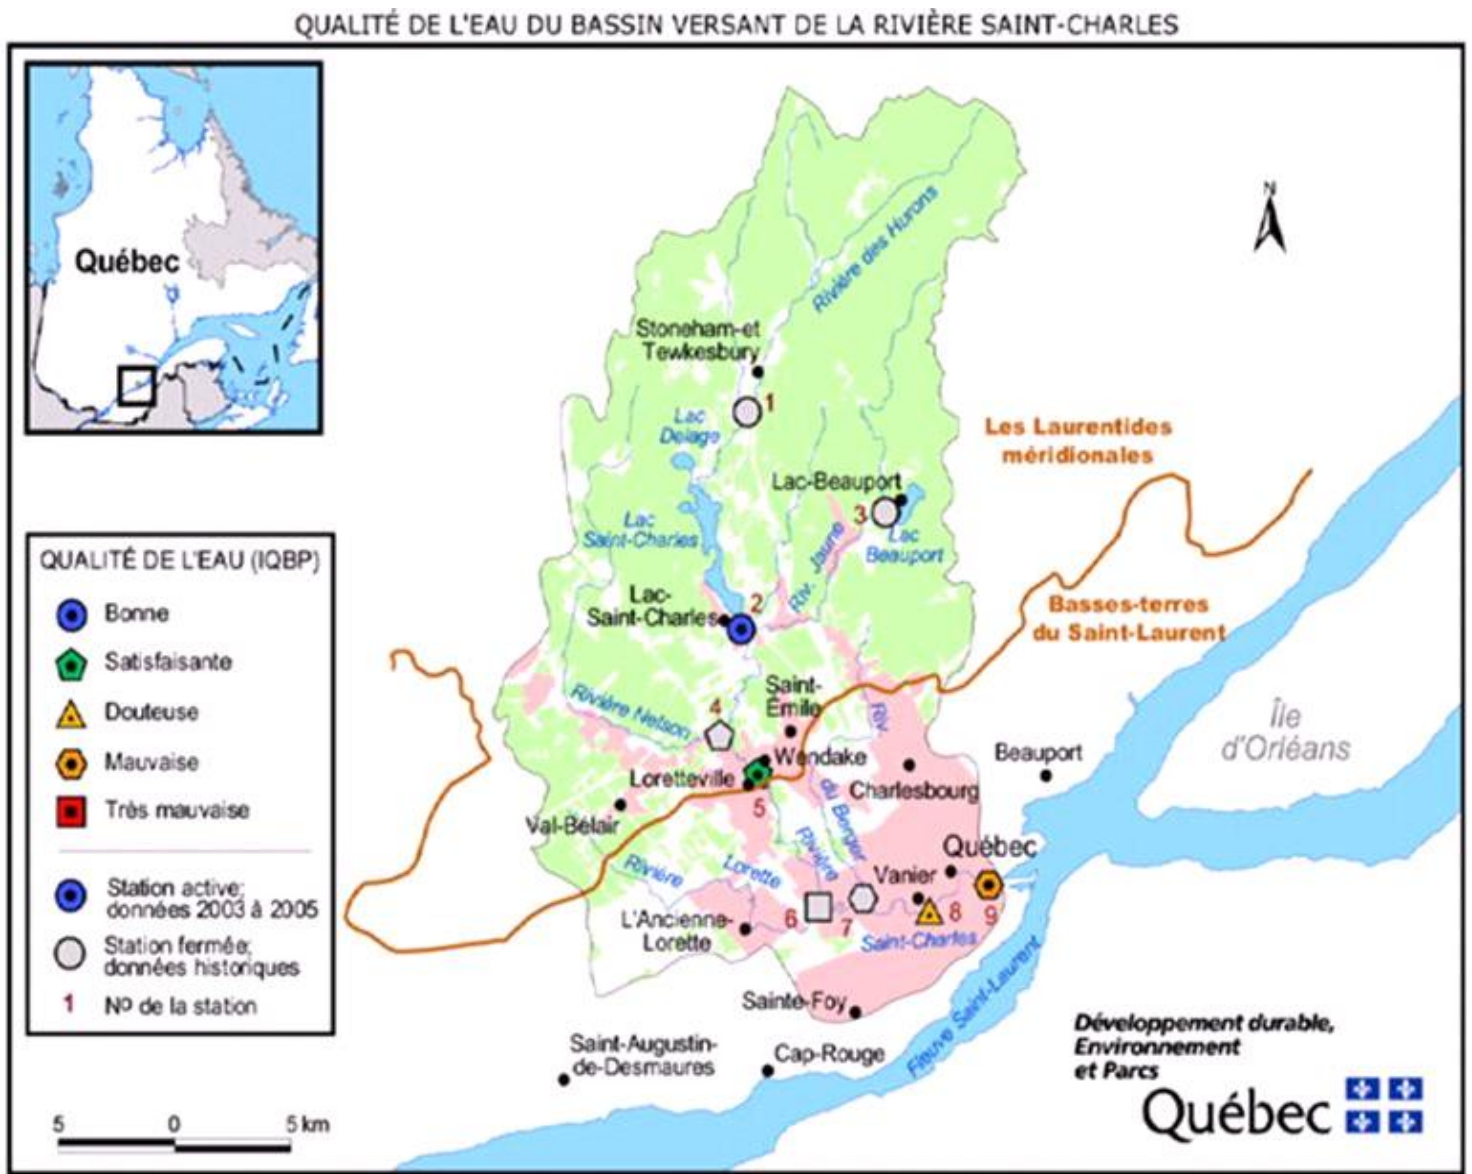 QUALITÉ DE L'EAU DU BASSIN VERSANT DE LA RIVIÈRE SAINT-CHARLES
Québec
N
Rivière des Hurons
Stoneham-et
Tewkesbury
1
Lac
Delage
Les Laurentides
méridionales
Lac-Beauport
3
Lac
Saint-Charles
Riv. Jaune
Lac
Beauport
Lac-
Saint-Charles
2
Basses-terres
du Saint-Laurent
QUALITÉ DE L'EAU (IQBP)
Bonne
Satisfaisante
Douteuse
Mauvaise
Très mauvaise
Station active;
données 2003 à 2005
Station fermée;
données historiques
1 Nº de la station
Rivière Nelson
4
Saint-
Émile
Riv.
Wendake
Loretteville
5
Charlesbourg
du Berger
Beauport
Île
d'Orléans
Val-Bélair
Rivière
Lorette
Rivière
Québec
Vanier
L'Ancienne-
Lorette
6
7
8
9
Saint-Charles
Sainte-Foy
Fleuve Saint-Laurent
Saint-Augustin-
de-Desmaures
Cap-Rouge
5 0 5 km
Développement durable,
Environnement
et Parcs
Québec